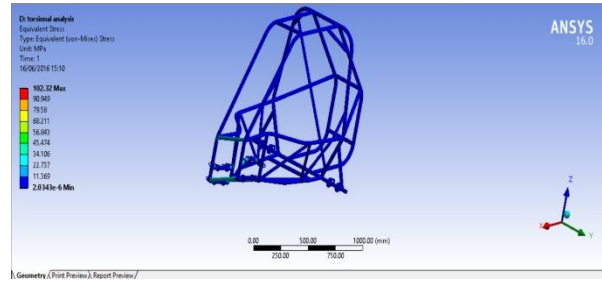 D: torsional analysis
Equivalent Stress
Type: Equivalent (von-Mises) Stress
Unit: MPa
Time: 1
16/06/2016 15:10
102.32 Max
90.949
79.58
68.211
56.843
45.474
34.106
22.737
11.369
2.0343e-6 Min
ANSYS
16.0
Z
X
Y
0.00 500.00 1000.00 (mm)
250.00 750.00
Geometry Print Preview Report Preview